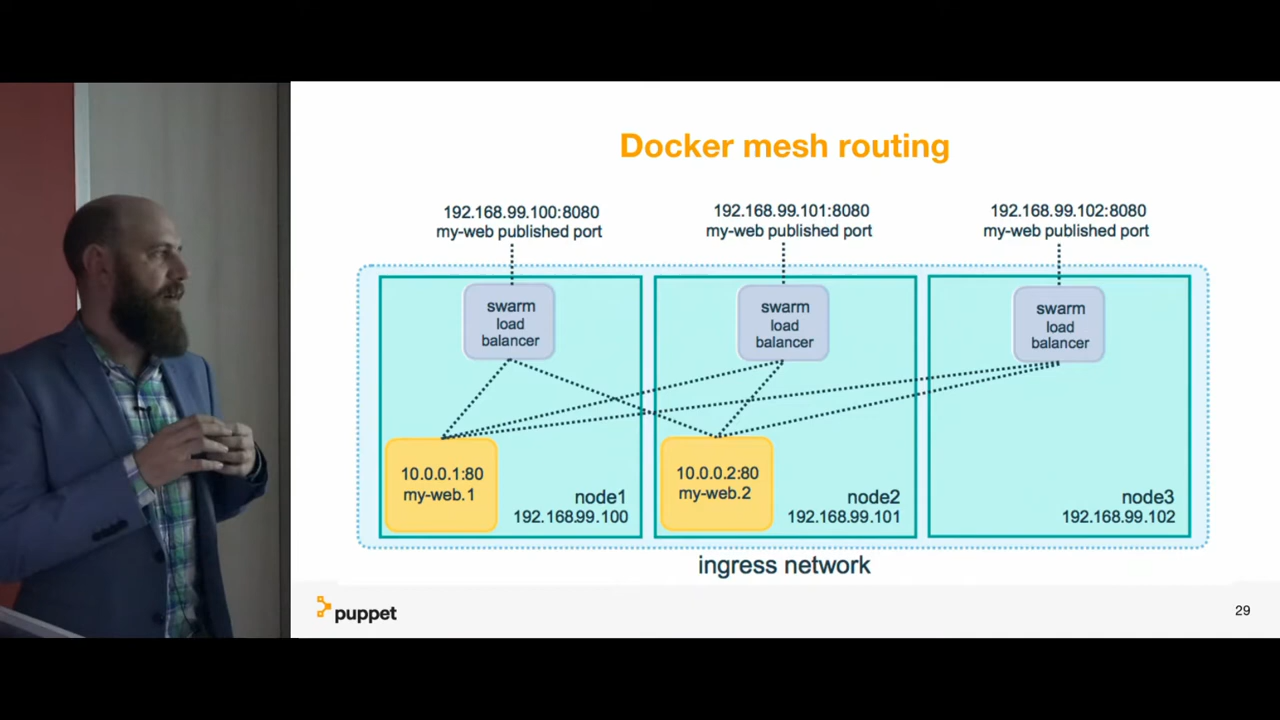 Docker mesh routing
192.168.99.100:8080
my-web published port
192.168.99.101:8080
my-web published port
192.168.99.102:8080
my-web published port
swarm
load
balancer
swarm
load
balancer
swarm
load
balancer
10.0.0.1:80
my-web.1
node1
192.168.99.100
10.0.0.2:80
my-web.2
node2
192.168.99.101
node3
192.168.99.102
ingress network
puppet
29